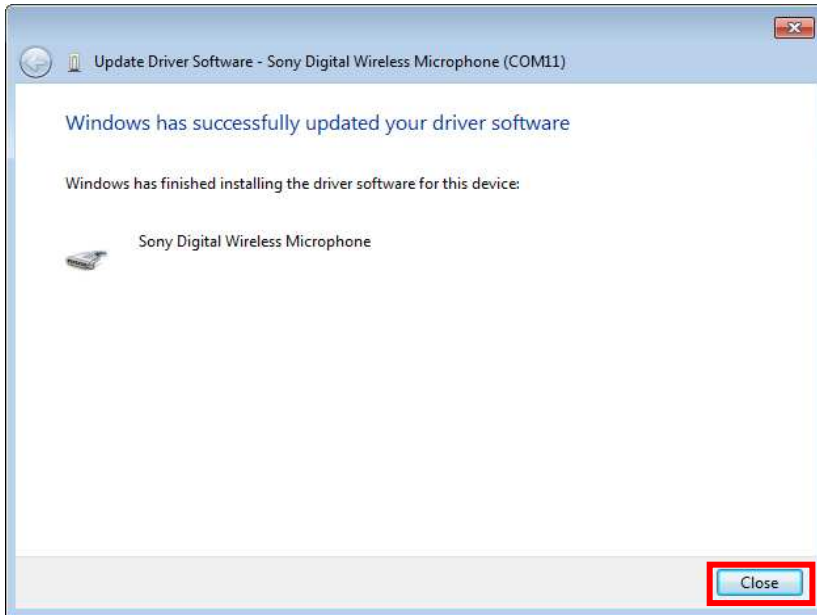 Update Driver Software - Sony Digital Wireless Microphone (COM11)
Windows has successfully updated your driver software
Windows has finished installing the driver software for this device:
Sony Digital Wireless Microphone
Close